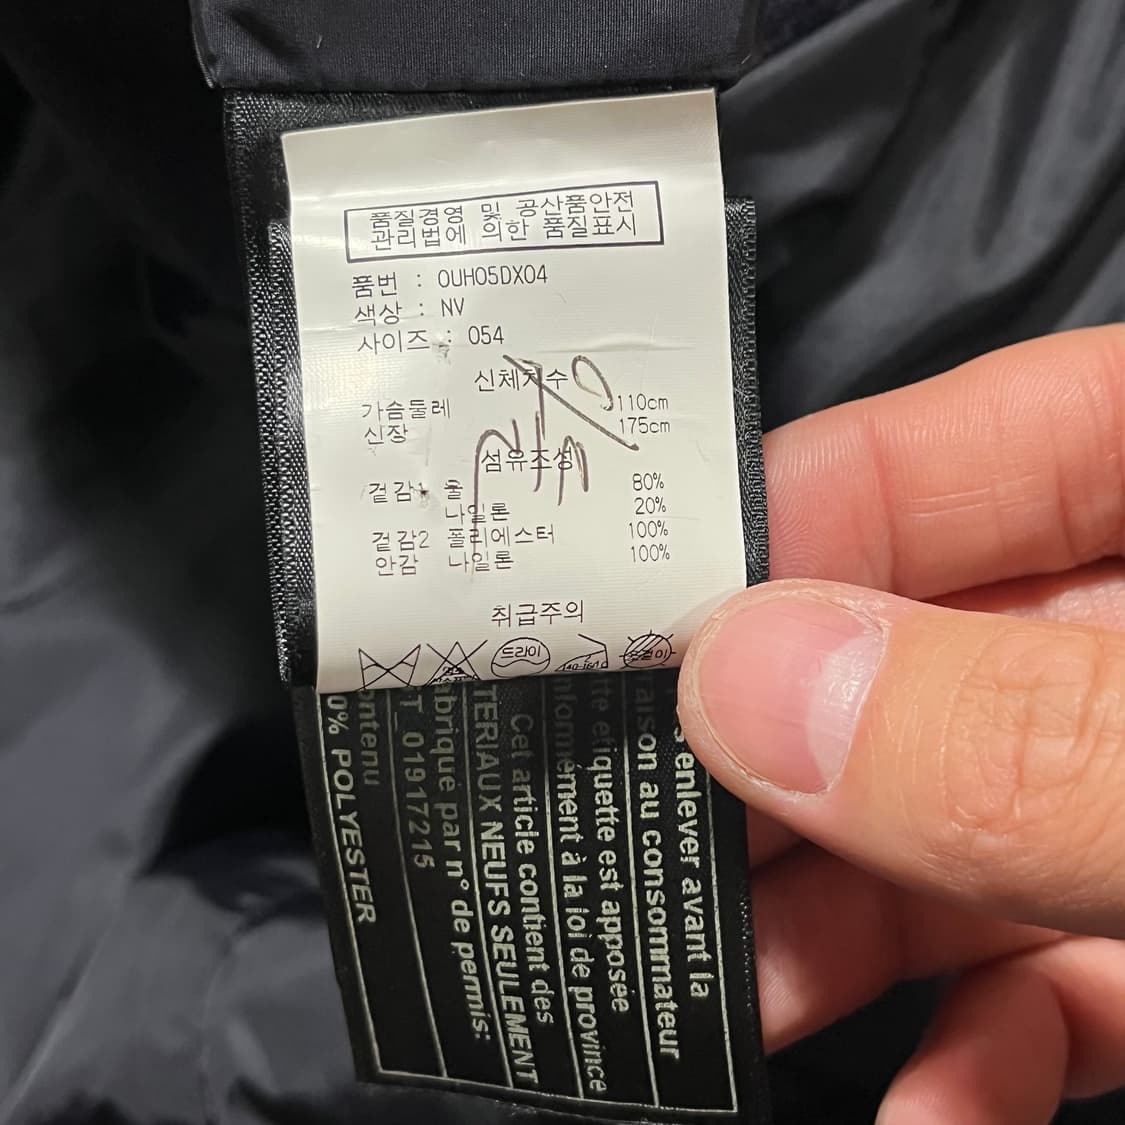 품질경영 및 공산품안전
관리법에 의한 품질표시
품번 : OUH05DX04
색상 : NV
사이즈 : 054
신체치수
가슴둘레 110cm
신장 175cm
섬유조성
겉감1 울 80%
나일론 20%
겉감2 폴리에스터 100%
안감 나일론 100%
취급주의
드라이
enlever avant la
raison au consommateur
étiquette est apposée
à la loi de province
Cet article contient des
TERIAUX NEUFS SEULEMENT
abriqué par n° de permis:
T_01917215
ontenu
0% POLYESTER